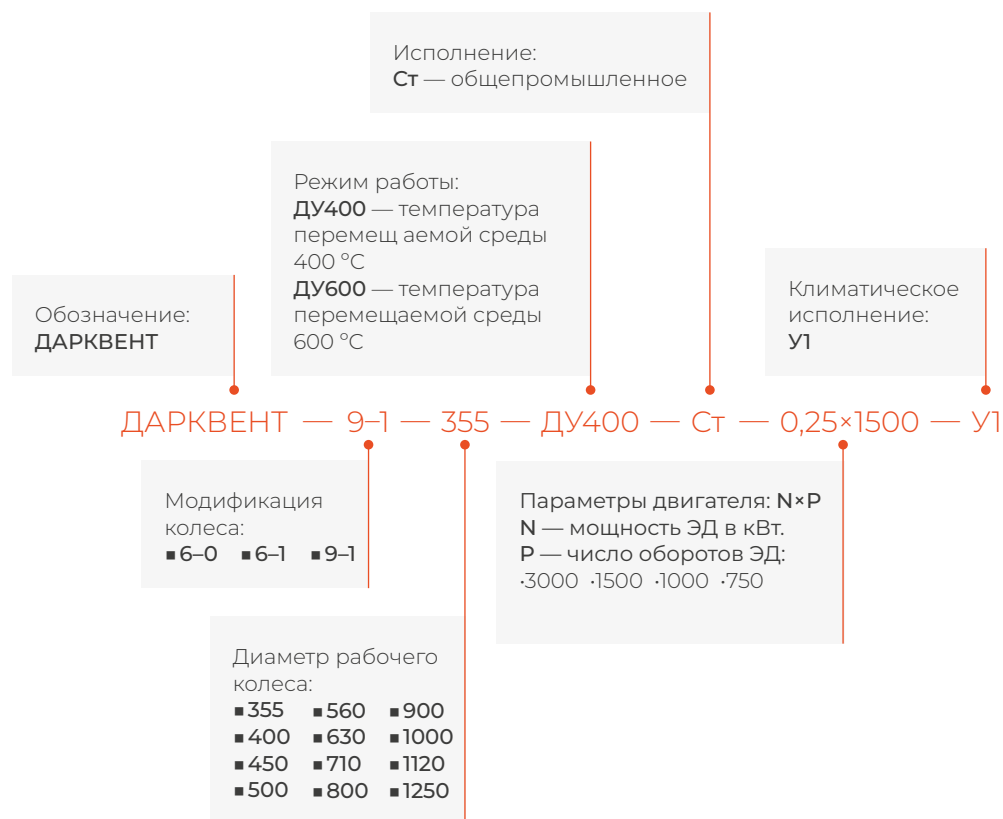 Исполнение:
Ст — общепромышленное
Режим работы:
ДУ400 — температура
перемещ аемой среды
400 °C
ДУ600 — температура
перемещаемой среды
600 °C
Обозначение:
ДАРКВЕНТ
Климатическое
исполнение:
У1
ДАРКВЕНТ — 9–1 — 355 — ДУ400 — Ст — 0,25×1500 — У1
Модификация
колеса:
▪6–0 ▪6–1 ▪9–1
Параметры двигателя: N×P
N — мощность ЭД в кВт.
P — число оборотов ЭД:
·3000 ·1500 ·1000 ·750
Диаметр рабочего
колеса:
▪355 ▪560 ▪900
▪400 ▪630 ▪1000
▪450 ▪710 ▪1120
▪500 ▪800 ▪1250